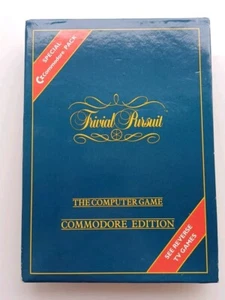 SPECIAL
Commodore PACK
Trivial Pursuit
THE COMPUTER GAME
COMMODORE EDITION
SEE REVERSE
TV GAMES